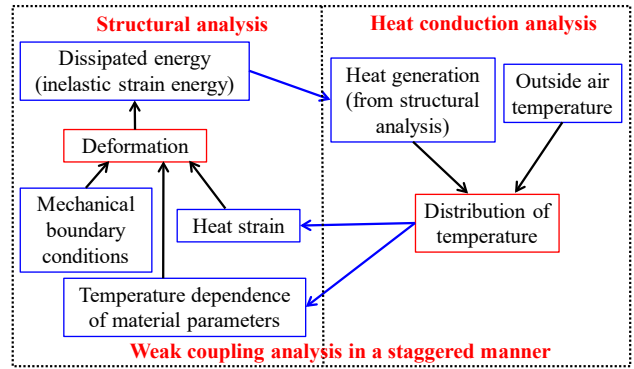 Structural analysis
Dissipated energy
(inelastic strain energy)
Deformation
Mechanical
boundary
conditions
Heat strain
Temperature dependence
of material parameters
Heat conduction analysis
Heat generation
(from structural
analysis)
Outside air
temperature
Distribution of
temperature
Weak coupling analysis in a staggered manner